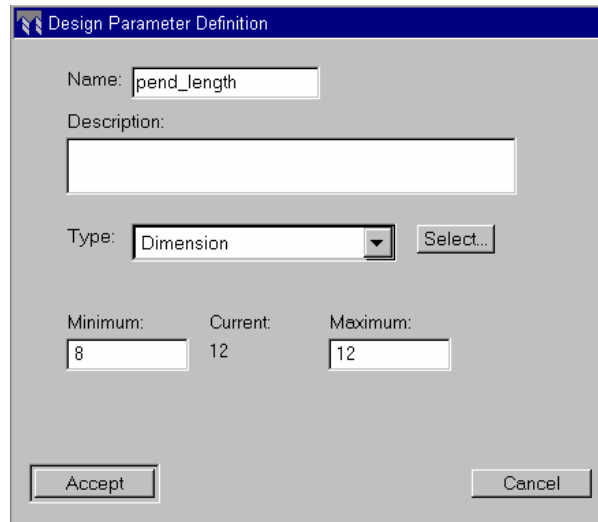 Design Parameter Definition
Name: pend_length
Description:
Type: Dimension Select...
Minimum: Current: Maximum:
8 12 12
Accept Cancel